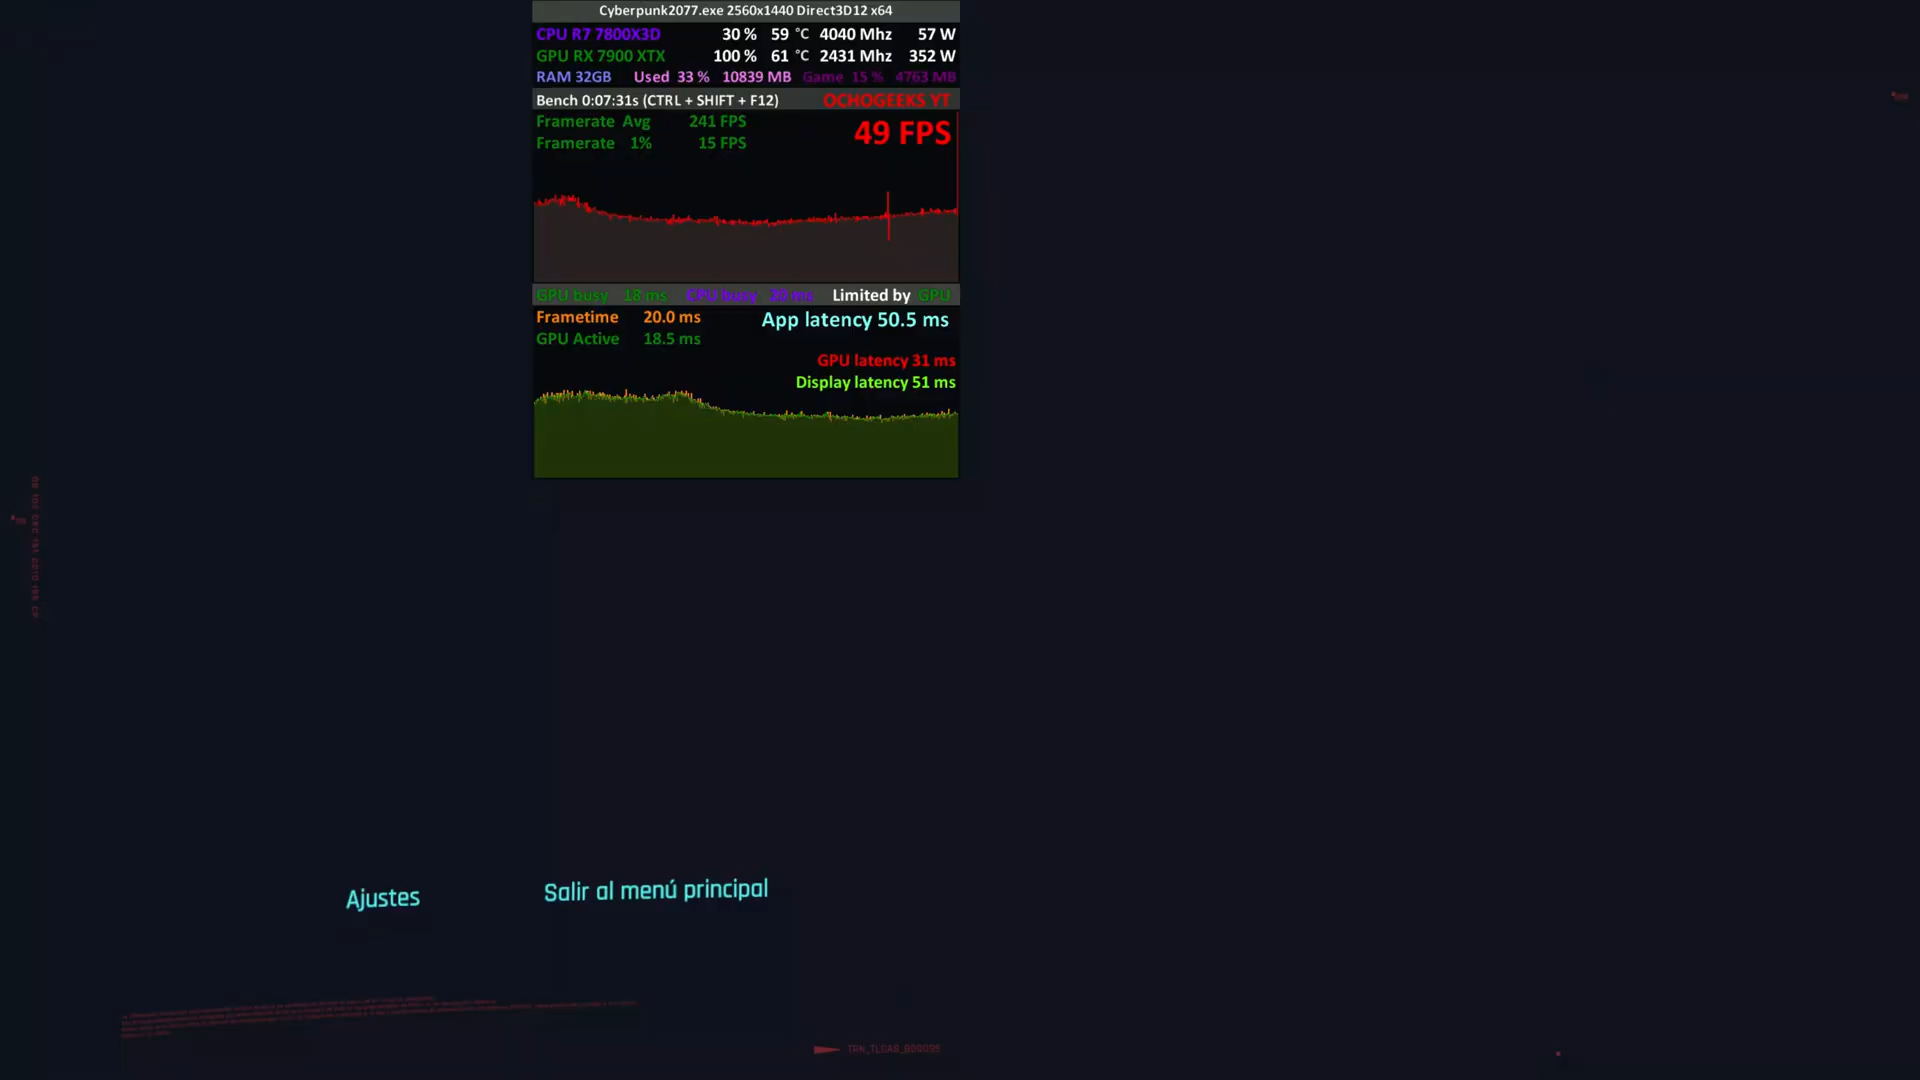 Cyberpunk2077.exe 2560x1440 Direct3D12 x64
CPU R7 7800X3D 30 % 59 °C 4040 Mhz 57 W
GPU RX 7900 XTX 100 % 61 °C 2431 Mhz 352 W
RAM 32GB Used 33 % 10839 MB Game 15 % 4763 MB
Bench 0:07:31s (CTRL + SHIFT + F12) OCHOGEEKS YT
Framerate Avg 241 FPS
49 FPS
Framerate 1% 15 FPS
GPU busy 18 ms CPU busy 20 ms Limited by GPU
Frametime 20.0 ms
App latency 50.5 ms
GPU Active 18.5 ms
GPU latency 31 ms
Display latency 51 ms
Ajustes
Salir al menú principal